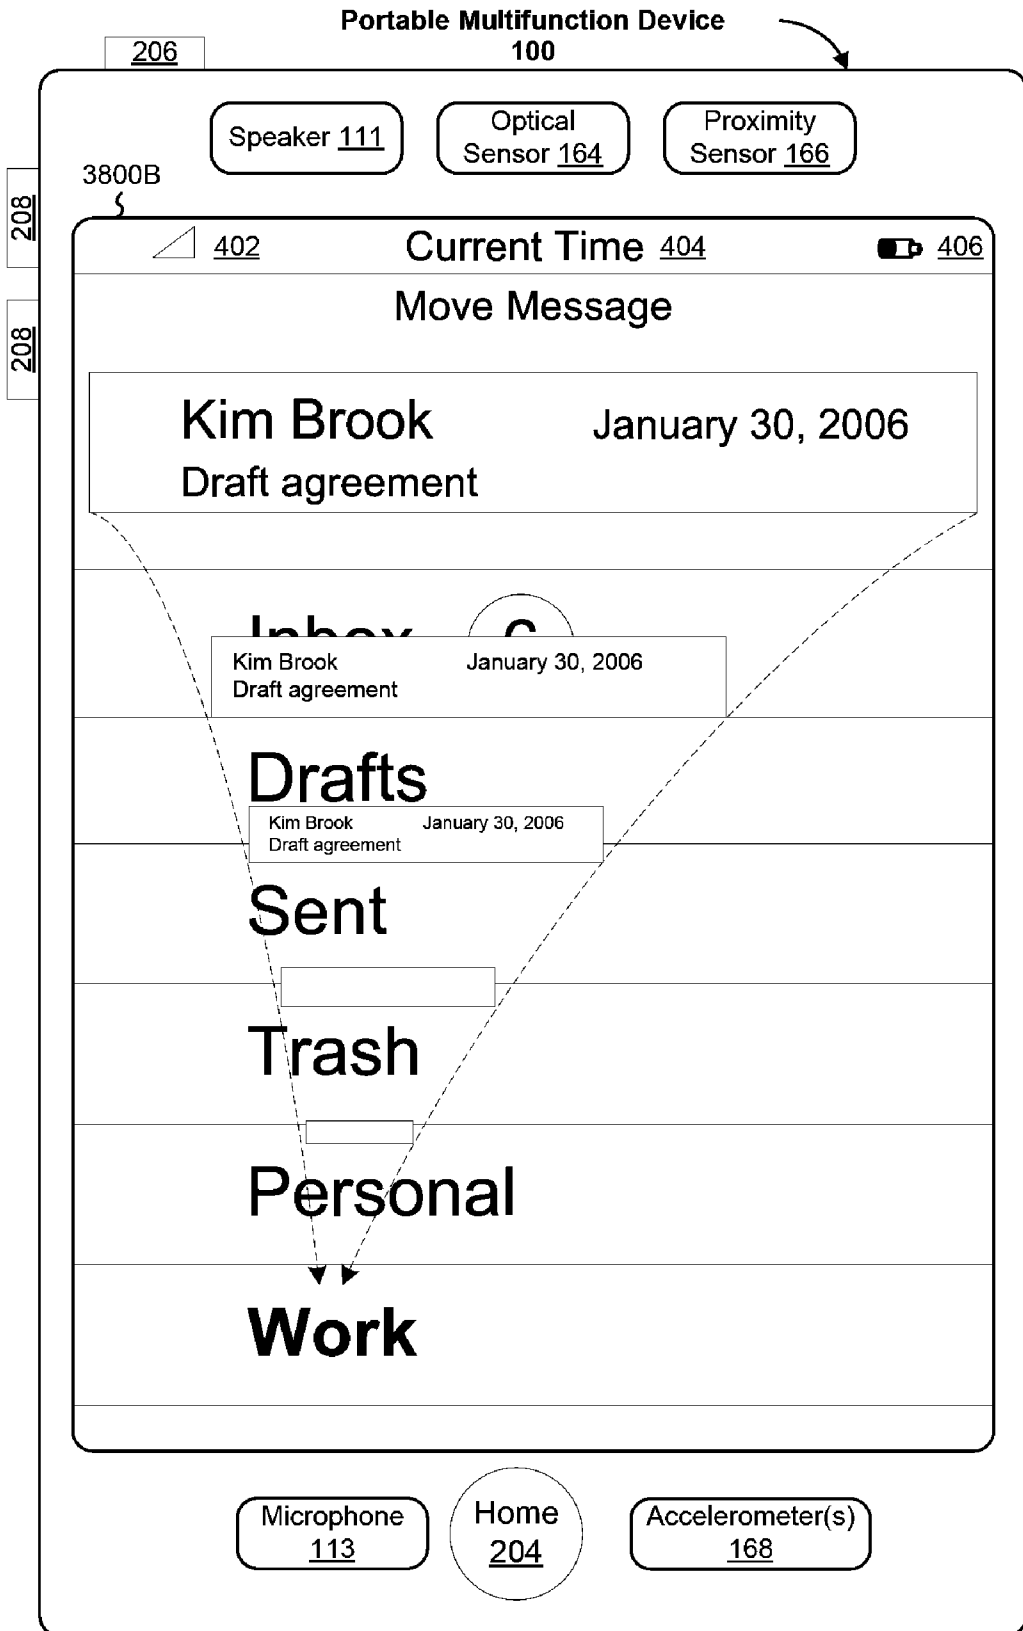 Portable Multifunction Device
100
206
Speaker 111
Optical
Sensor 164
Proximity
Sensor 166
3800B
208
208
402
Current Time 404
406
Move Message
Kim Brook
January 30, 2006
Draft agreement
Inbox
Kim Brook
January 30, 2006
Draft agreement
Drafts
Kim Brook
January 30, 2006
Draft agreement
Sent
Trash
Personal
Work
Microphone
113
Home
204
Accelerometer(s)
168